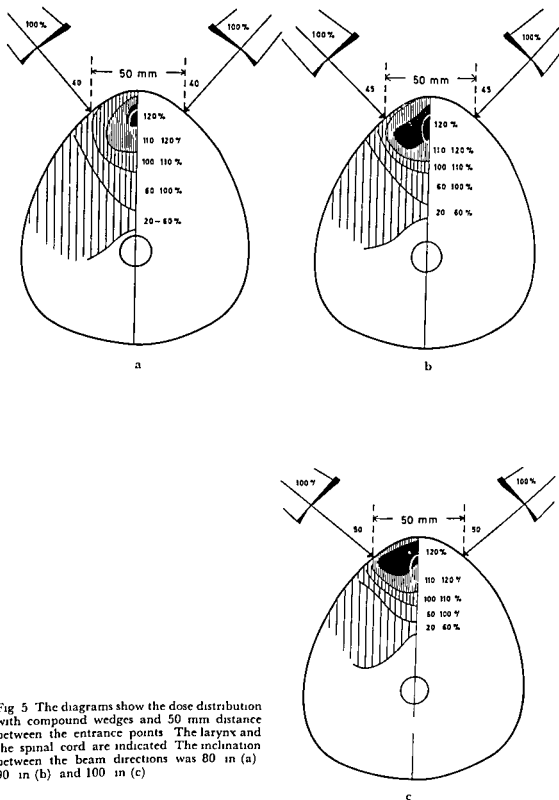 100% 100%
40 50 mm 40
120%
110 120%
100 110%
60 100%
20-60%
a
100% 100%
45 50 mm 45
120%
110 120%
100 110%
60 100%
20 60%
b
100% 100%
50 50 mm 50
120%
110 120%
100 110%
60 100%
20 60%
c
Fig 5 The diagrams show the dose distribution
with compound wedges and 50 mm distance
between the entrance points The larynx and
the spinal cord are indicated The inclination
between the beam directions was 80 in (a)
90 in (b) and 100 in (c)